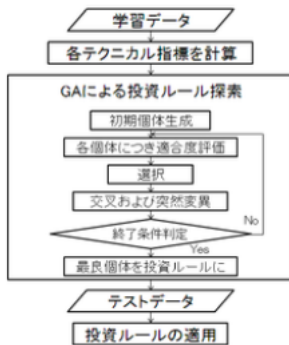 学習データ
各テクニカル指標を計算
GAによる投資ルール探素
初期個体生成
各個体につき適合度評価
選択
交叉および突然変異
No
終了条件判定
Yes
最良個体を投資ルールに
テストデータ
投資ルールの適用